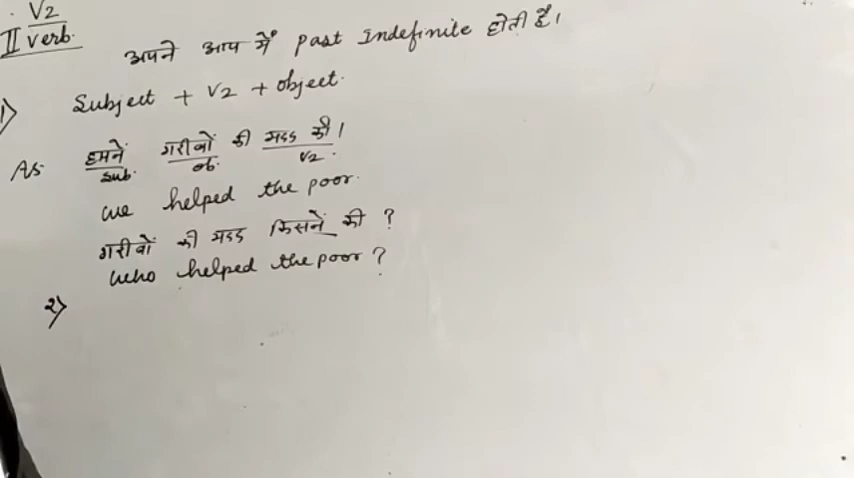 V2
II verb. अपने आप में Past Indefinite होती है।
1) Subject + V2 + object.
As हमनें गरीबों की मदद की।
Sub. ob. V2.
we helped the poor.
गरीबों की मदद किसनें की ?
who helped the poor ?
2)